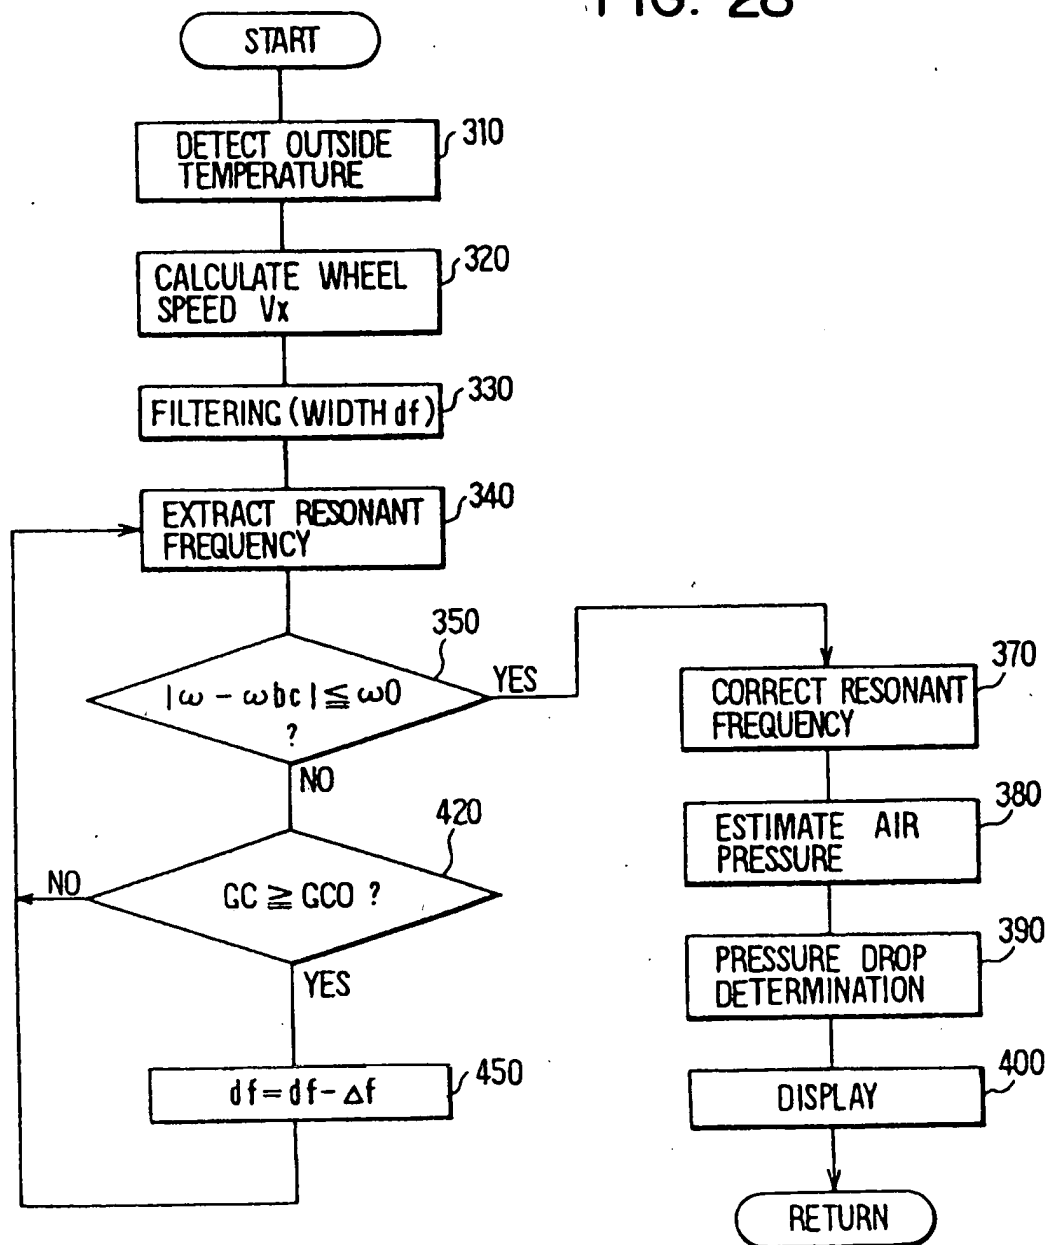 FIG. 28
START
DETECT OUTSIDE
TEMPERATURE
310
CALCULATE WHEEL
SPEED Vx
320
FILTERING (WIDTH df)
330
EXTRACT RESONANT
FREQUENCY
340
350
|ω - ωbc| ≦ ω0
?
YES
NO
420
GC ≧ GC0 ?
NO
YES
df = df - Δf
450
CORRECT RESONANT
FREQUENCY
370
ESTIMATE AIR
PRESSURE
380
PRESSURE DROP
DETERMINATION
390
DISPLAY
400
RETURN